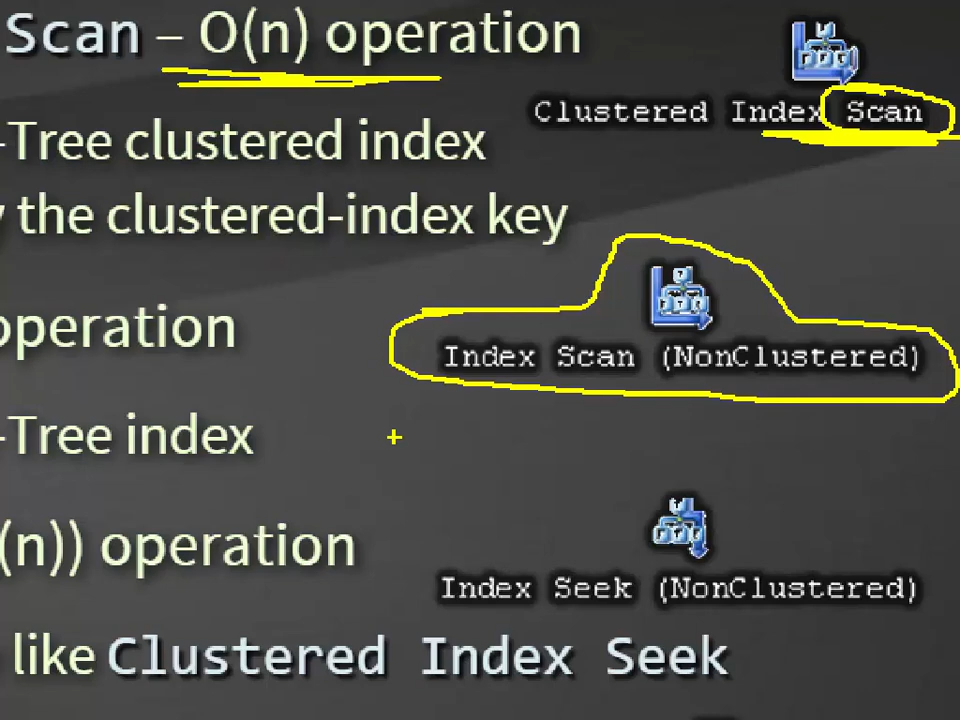 Scan – O(n) operation
Clustered Index Scan
-Tree clustered index
the clustered-index key
operation
Index Scan (NonClustered)
-Tree index
(n)) operation
Index Seek (NonClustered)
like Clustered Index Seek